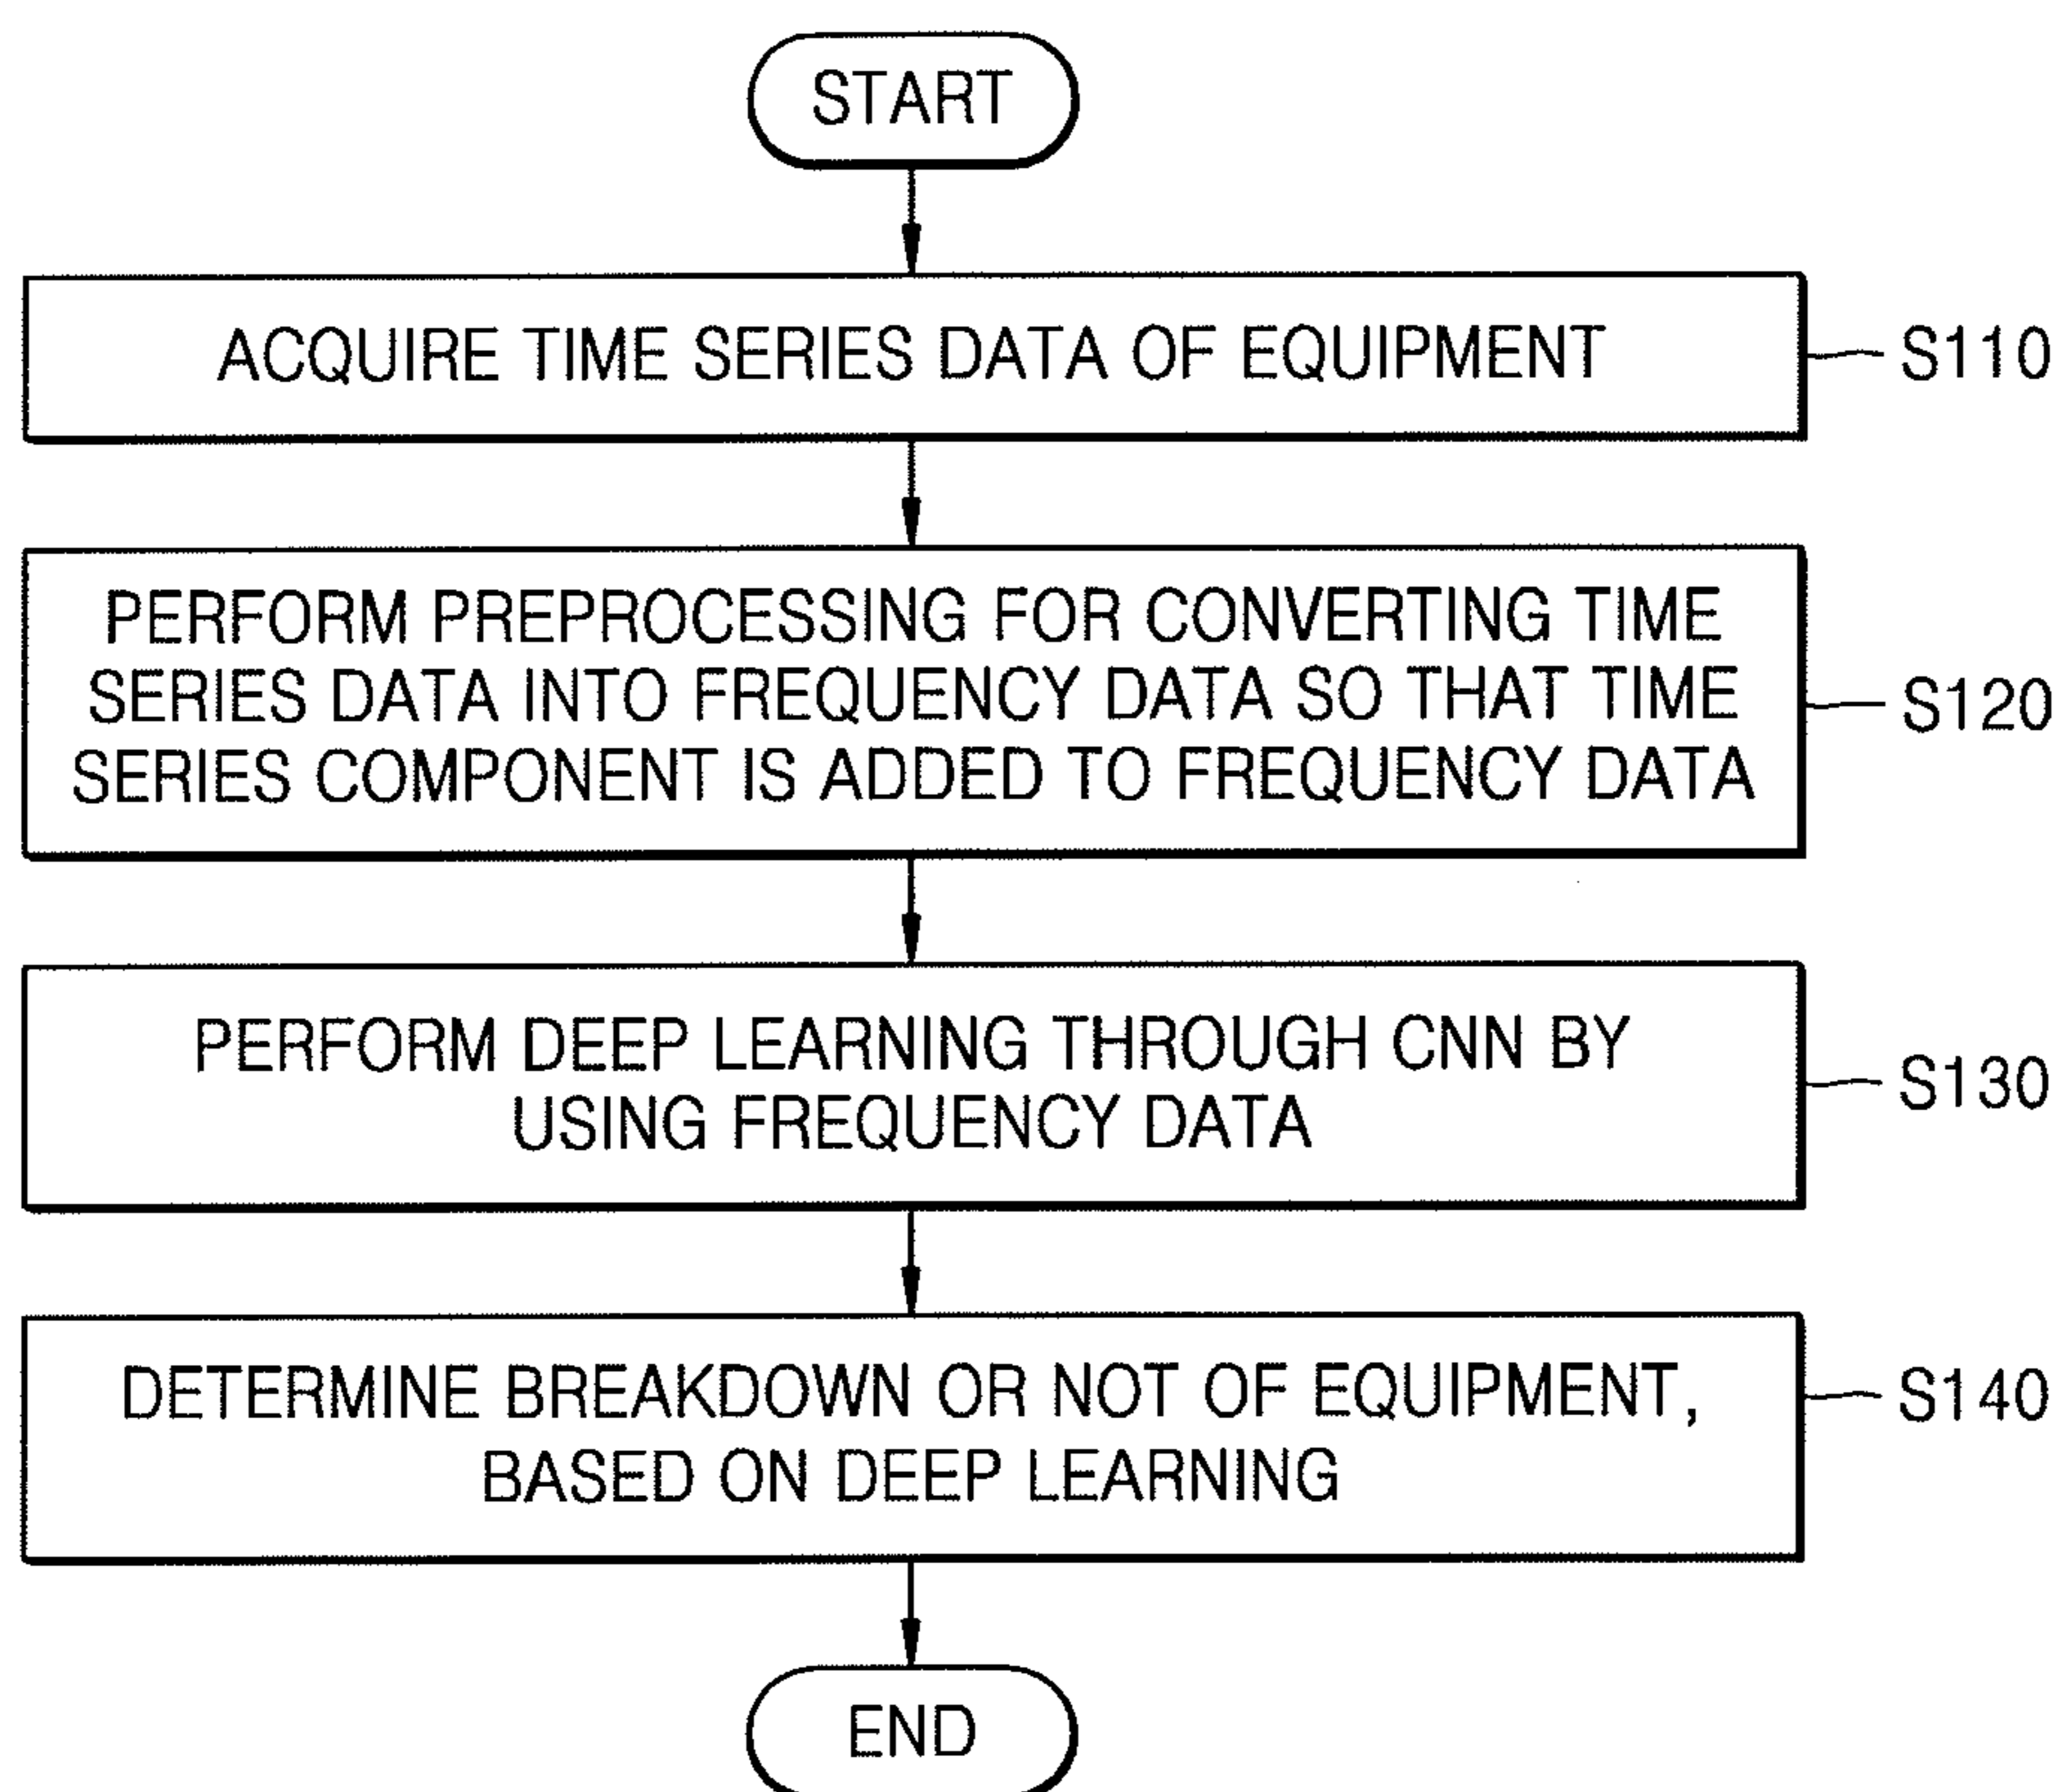 START
ACQUIRE TIME SERIES DATA OF EQUIPMENT
S110
PERFORM PREPROCESSING FOR CONVERTING TIME
SERIES DATA INTO FREQUENCY DATA SO THAT TIME
SERIES COMPONENT IS ADDED TO FREQUENCY DATA
S120
PERFORM DEEP LEARNING THROUGH CNN BY
USING FREQUENCY DATA
S130
DETERMINE BREAKDOWN OR NOT OF EQUIPMENT,
BASED ON DEEP LEARNING
S140
END